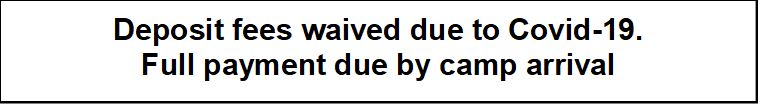 Deposit fees waived due to Covid-19.
Full payment due by camp arrival